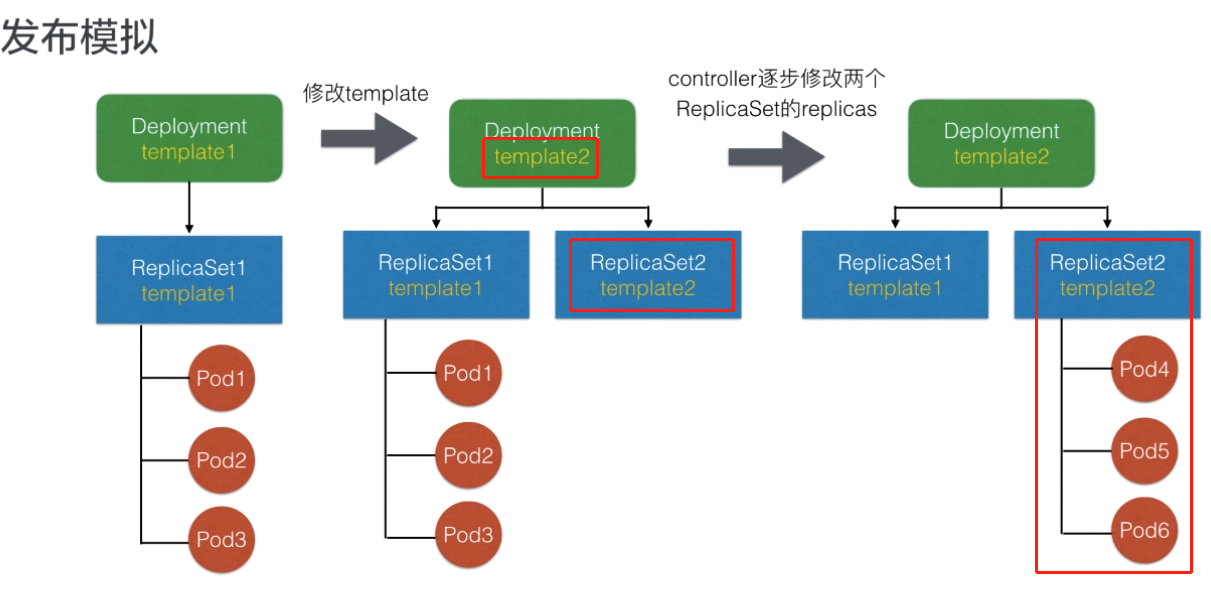 发布模拟
修改template
controller逐步修改两个
ReplicaSet的replicas
Deployment
template1
Deployment
template2
Deployment
template2
ReplicaSet1
template1
ReplicaSet1
template1
ReplicaSet2
template2
ReplicaSet1
template1
ReplicaSet2
template2
Pod1
Pod2
Pod3
Pod1
Pod2
Pod3
Pod4
Pod5
Pod6